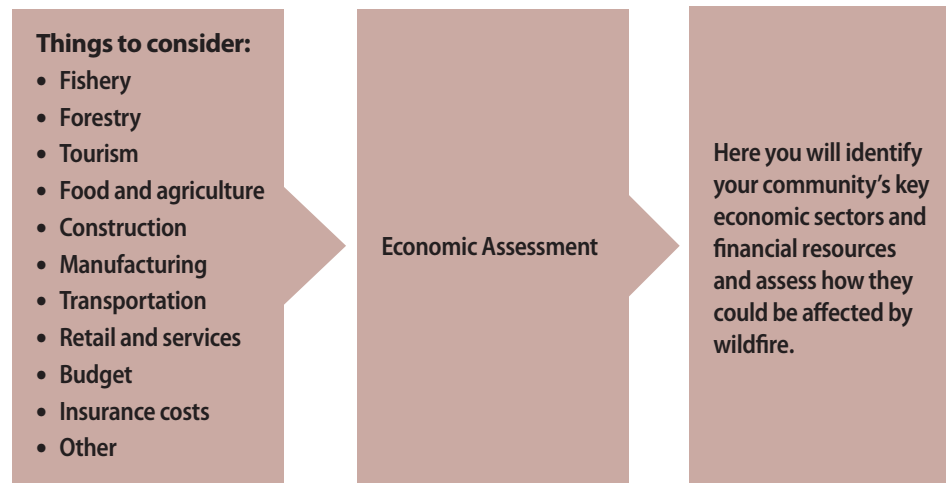 Things to consider:
• Fishery
• Forestry
• Tourism
• Food and agriculture
• Construction
• Manufacturing
• Transportation
• Retail and services
• Budget
• Insurance costs
• Other
Economic Assessment
Here you will identify
your community’s key
economic sectors and
financial resources
and assess how they
could be affected by
wildfire.